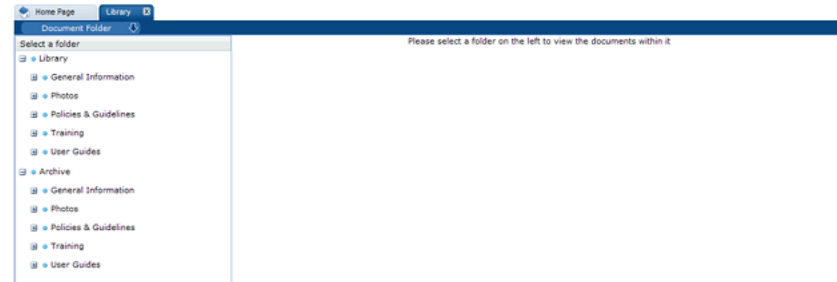 Home Page Library
Document Folder
Select a folder
Please select a folder on the left to view the documents within it
Library
General Information
Photos
Policies & Guidelines
Training
User Guides
Archive
General Information
Photos
Policies & Guidelines
Training
User Guides